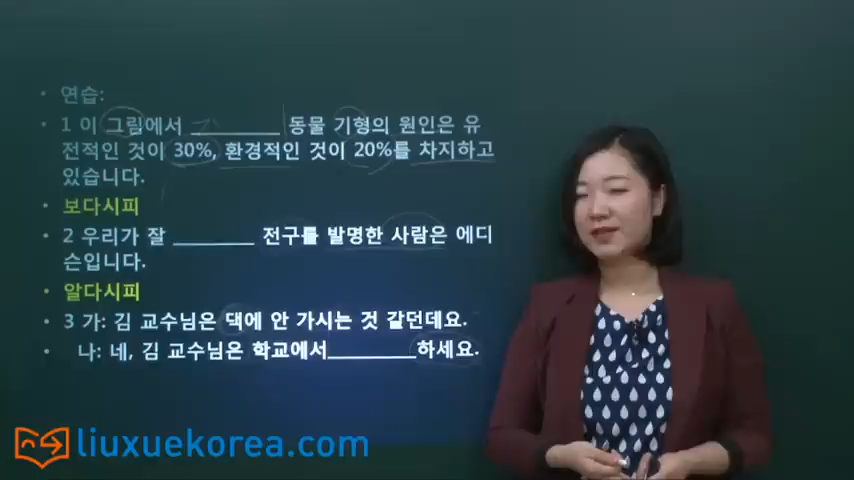 연습:
1 이 그림에서 __________ 동물 기형의 원인은 유
전적인 것이 30%, 환경적인 것이 20%를 차지하고
있습니다.
보다시피
2 우리가 잘 _________ 전구를 발명한 사람은 에디
슨입니다.
알다시피
3 가: 김 교수님은 댁에 안 가시는 것 같던데요.
나: 네, 김 교수님은 학교에서__________하세요.
liuxuekorea.com